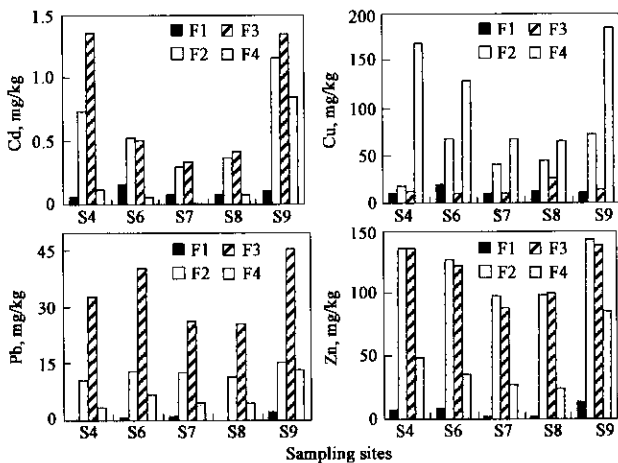 1.5
1.0
0.5
0
Cd, mg/kg
F1 F3
F2 F4
S4 S6 S7 S8 S9
200
150
100
50
0
Cu, mg/kg
F1 F3
F2 F4
S4 S6 S7 S8 S9
45
30
15
0
Pb, mg/kg
F1 F3
F2 F4
S4 S6 S7 S8 S9
150
100
50
0
Zn, mg/kg
F1 F3
F2 F4
S4 S6 S7 S8 S9
Sampling sites